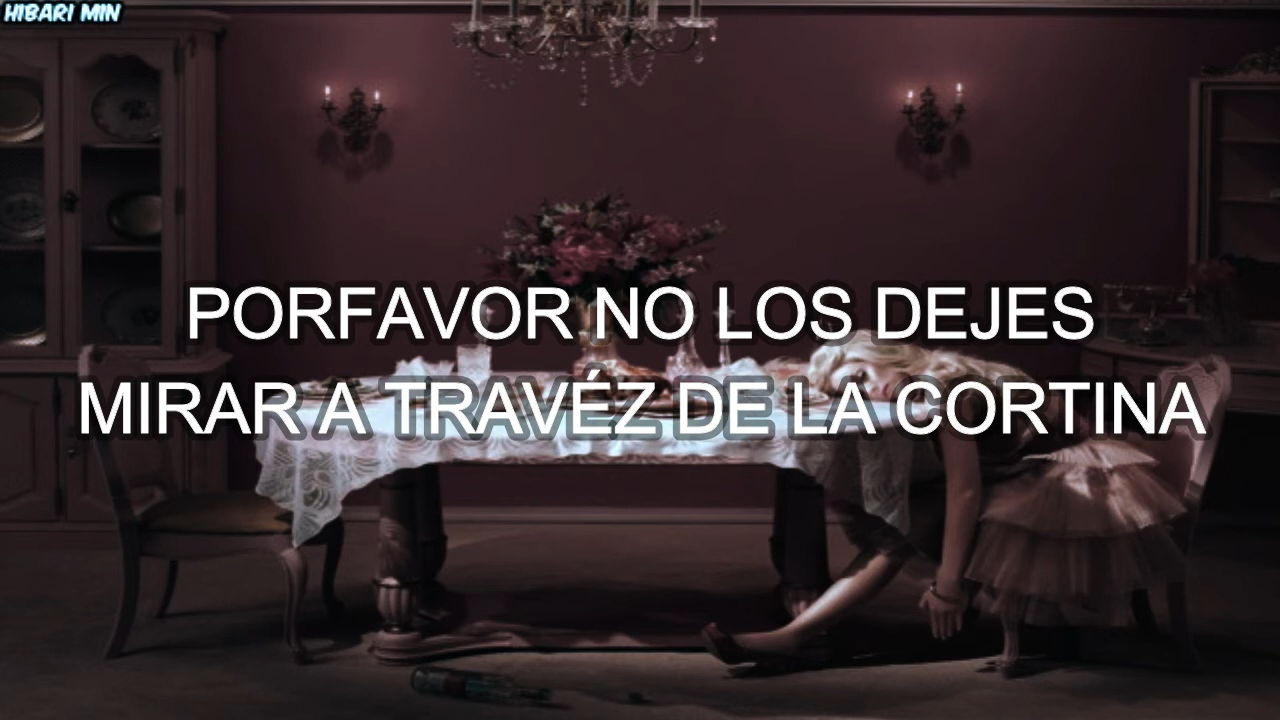 HIBARI MIN
PORFAVOR NO LOS DEJES
MIRAR A TRAVÉZ DE LA CORTINA